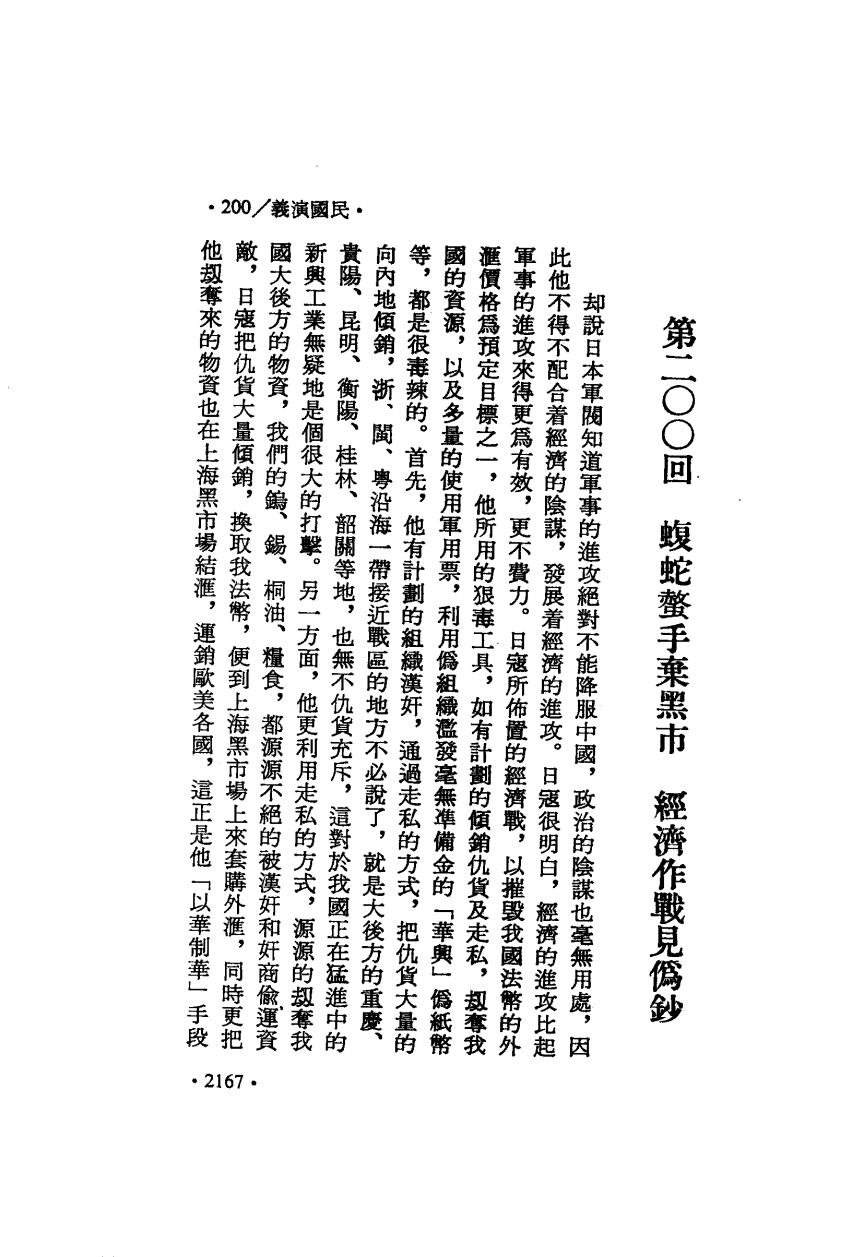 ·200/義演國民·
第二〇〇回　蝮蛇螫手棄黑市　經濟作戰見僞鈔
却說日本軍閥知道軍事的進攻絕對不能降服中國，政治的陰謀也毫無用處，因
此他不得不配合着經濟的陰謀，發展着經濟的進攻。日寇很明白，經濟的進攻比起
軍事的進攻來得更爲有效，更不費力。日寇所佈置的經濟戰，以摧毀我國法幣的外
滙價格爲預定目標之一，他所用的狠毒工具，如有計劃的傾銷仇貨及走私，刼奪我
國的資源，以及多量的使用軍用票，利用僞組織濫發毫無準備金的「華興」僞紙幣
等，都是很毒辣的。首先，他有計劃的組織漢奸，通過走私的方式，把仇貨大量的
向內地傾銷，浙、閩、粵沿海一帶接近戰區的地方不必說了，就是大後方的重慶、
貴陽、昆明、衡陽、桂林、韶關等地，也無不仇貨充斥，這對於我國正在猛進中的
新興工業無疑地是個很大的打擊。另一方面，他更利用走私的方式，源源的刼奪我
國大後方的物資，我們的鎢、錫、桐油、糧食，都源源不絕的被漢奸和奸商偷運資
敵，日寇把仇貨大量傾銷，換取我法幣，便到上海黑市場上來套購外滙，同時更把
他刼奪來的物資也在上海黑市場結滙，運銷歐美各國，這正是他「以華制華」手段
·2167·